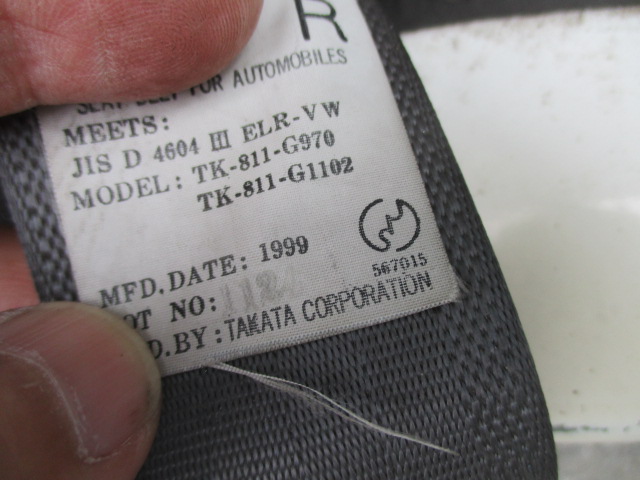 R
SEAT BELT FOR AUTOMOBILES
MEETS:
JIS D 4604 III ELR-VW
MODEL: TK-811-G970
TK-811-G1102
MFD.DATE: 1999
567015
OT NO:
D.BY: TAKATA CORPORATION